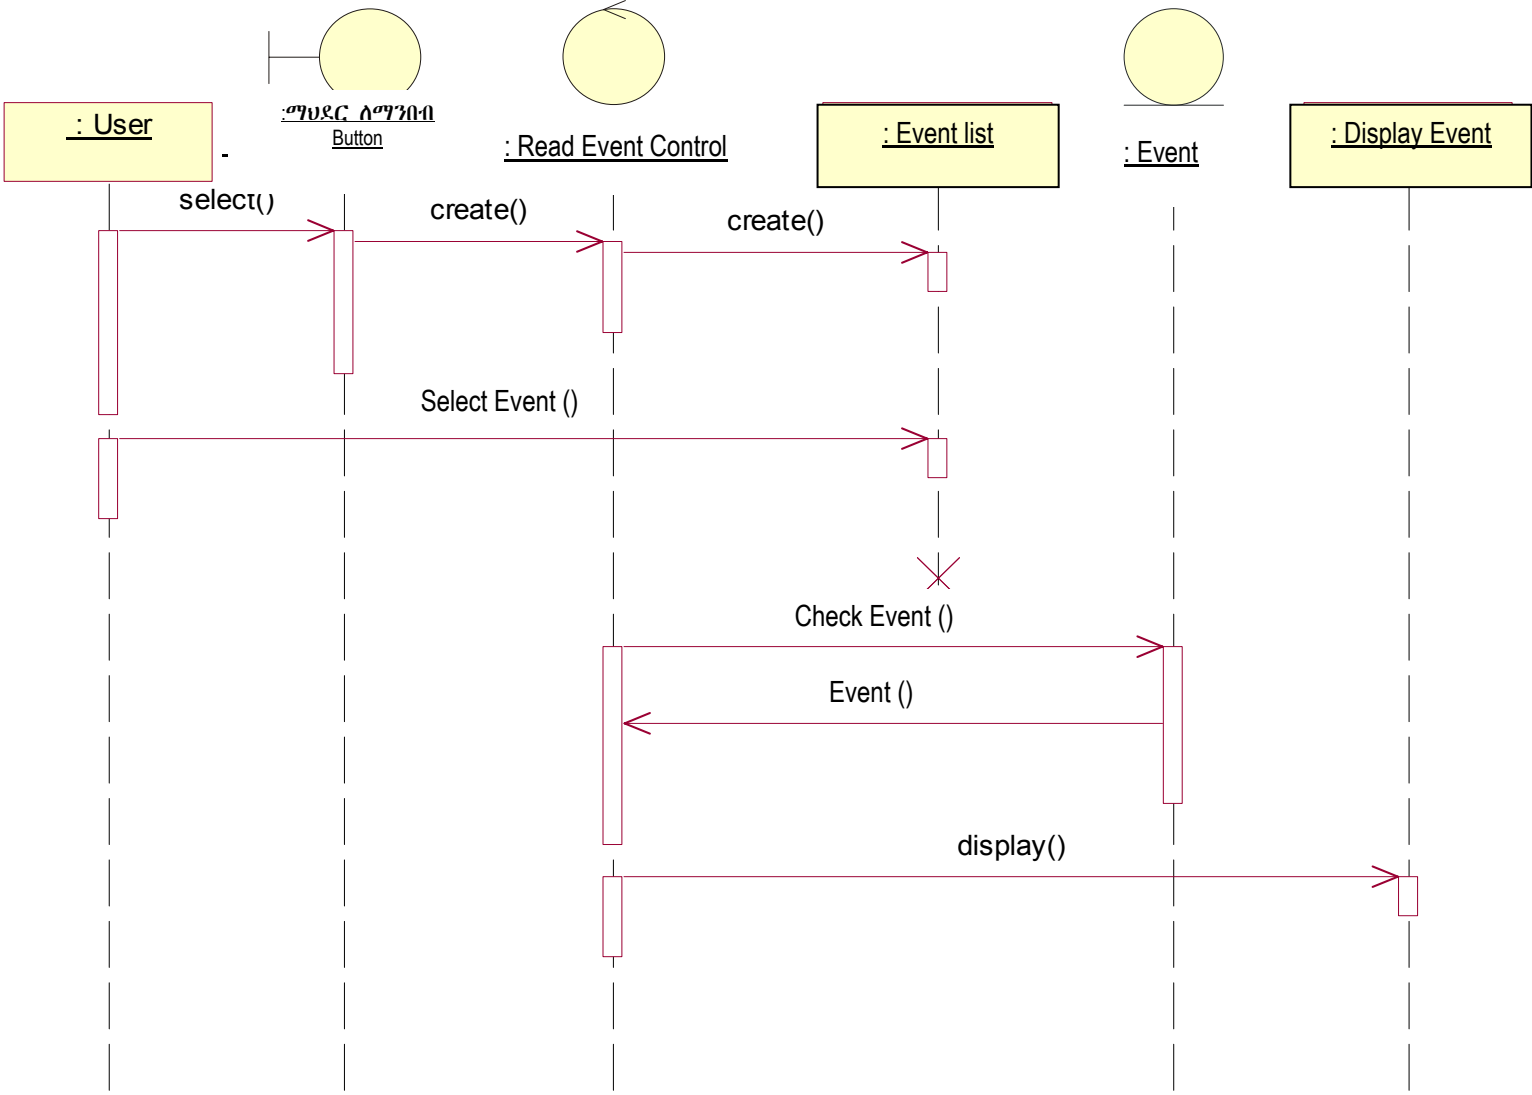 : User
:ማህደር ለማንበብ
Button
: Read Event Control
: Event list
: Event
: Display Event
select()
create()
create()
Select Event ()
Check Event ()
Event ()
display()